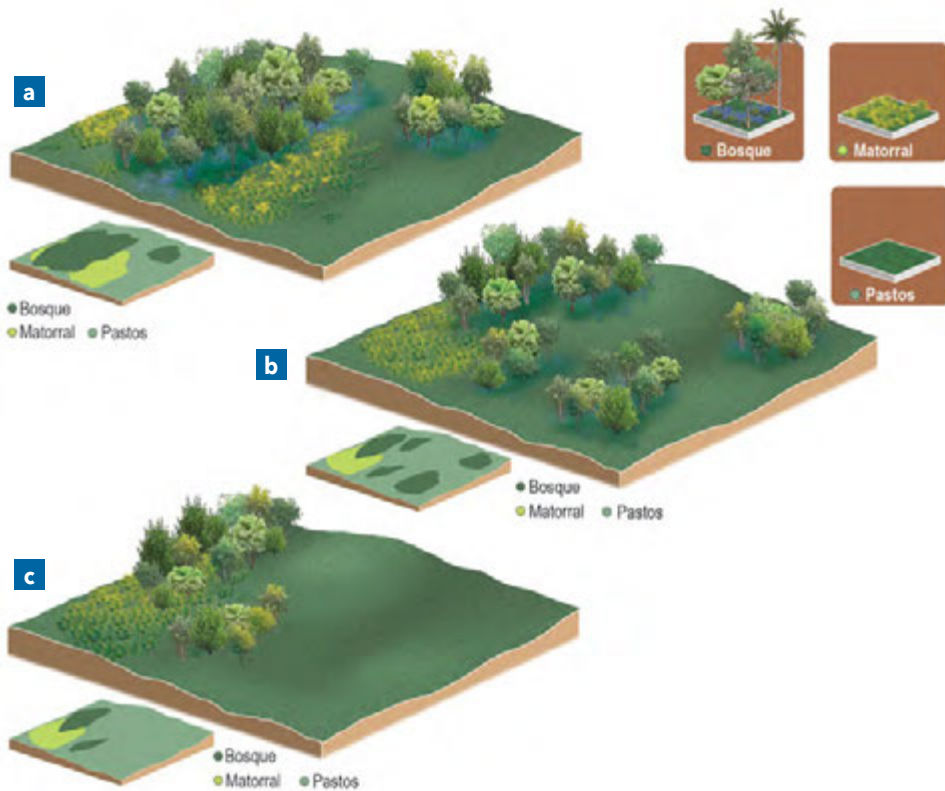 a
Bosque
Matorral
Pastos
Bosque
Matorral Pastos
b
Bosque
Matorral Pastos
c
Bosque
Matorral Pastos